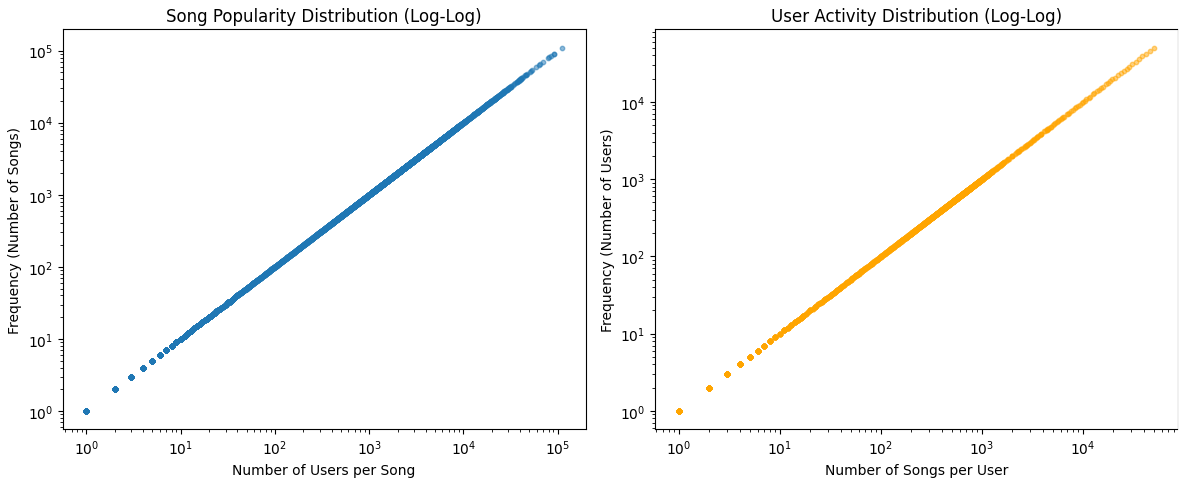 Song Popularity Distribution (Log-Log)
Frequency (Number of Songs)
10⁵
10⁴
10³
10²
10¹
10⁰
10⁰ 10¹ 10² 10³ 10⁴ 10⁵
Number of Users per Song
User Activity Distribution (Log-Log)
Frequency (Number of Users)
10⁴
10³
10²
10¹
10⁰
10⁰ 10¹ 10² 10³ 10⁴
Number of Songs per User